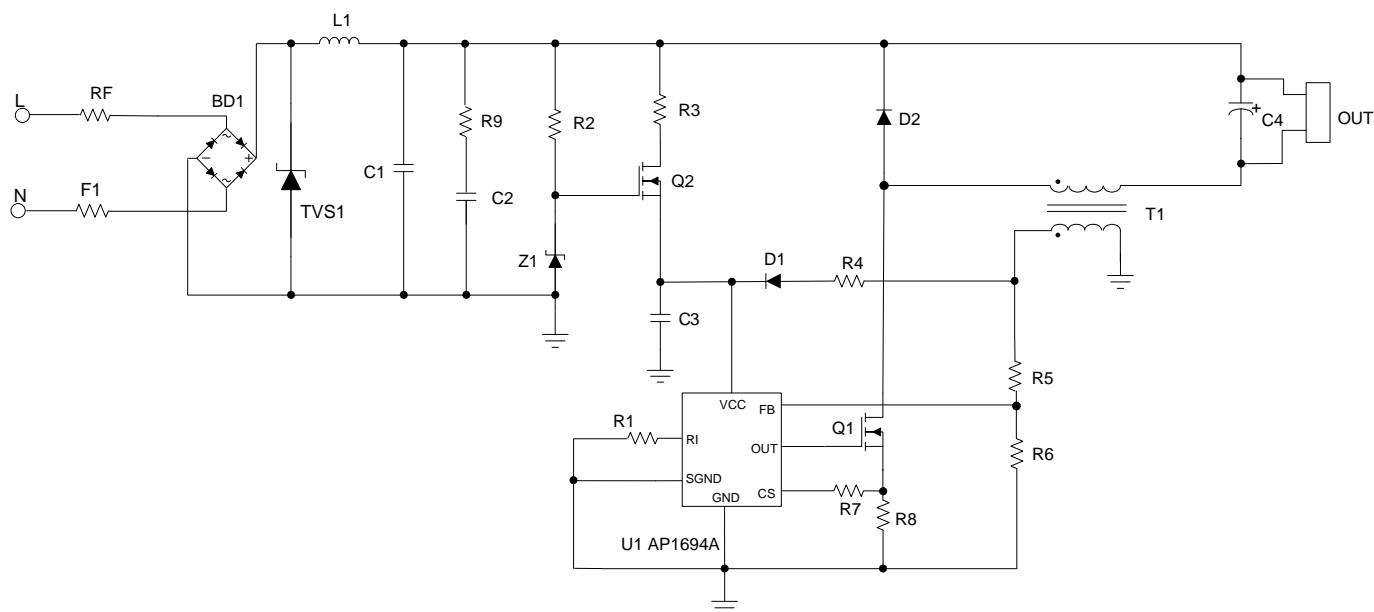 L1
L
RF
BD1
~
- +
~
N
F1
TVS1
C1
R9
C2
R2
Z1
R3
Q2
D2
+
C4
OUT
T1
D1
R4
C3
R5
R6
VCC
FB
RI
OUT
SGND
GND
CS
R1
Q1
R7
R8
U1 AP1694A